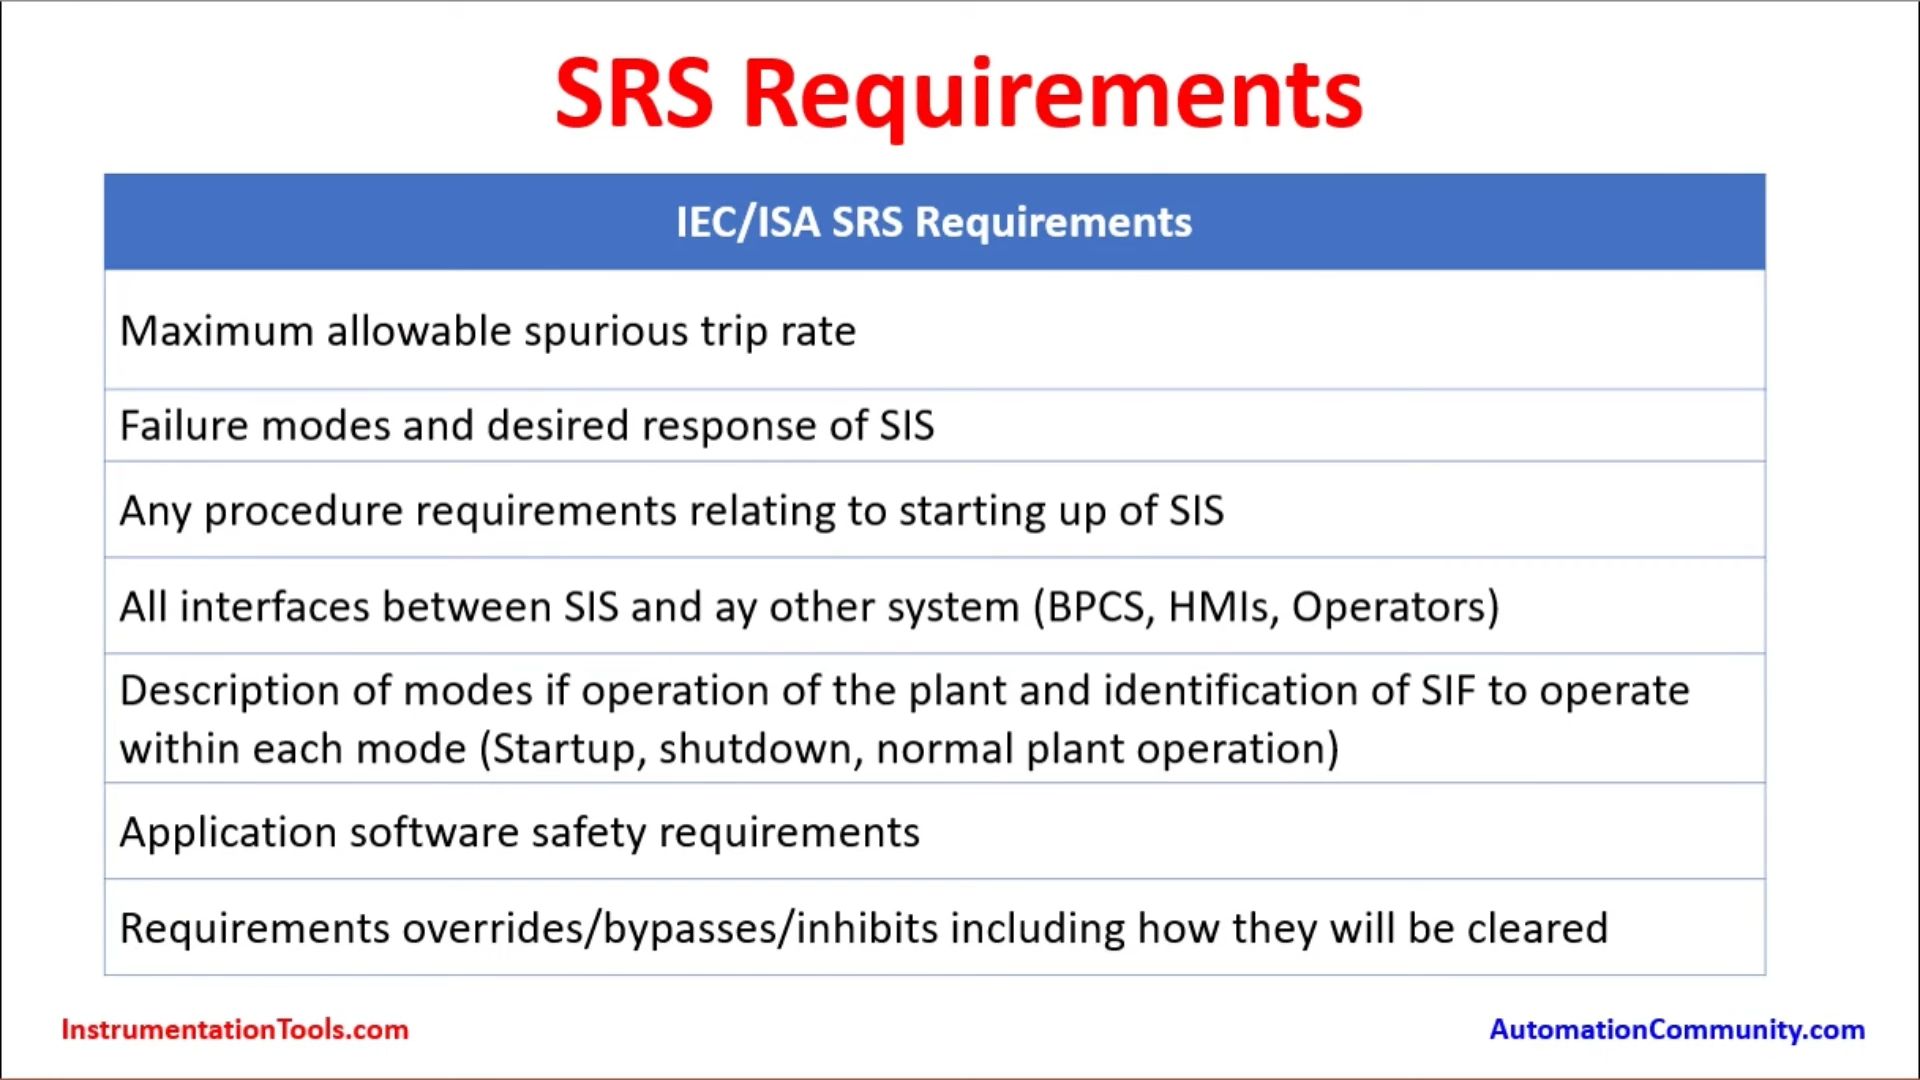 SRS Requirements
IEC/ISA SRS Requirements
Maximum allowable spurious trip rate
Failure modes and desired response of SIS
Any procedure requirements relating to starting up of SIS
All interfaces between SIS and ay other system (BPCS, HMIs, Operators)
Description of modes if operation of the plant and identification of SIF to operate
within each mode (Startup, shutdown, normal plant operation)
Application software safety requirements
Requirements overrides/bypasses/inhibits including how they will be cleared
InstrumentationTools.com
AutomationCommunity.com